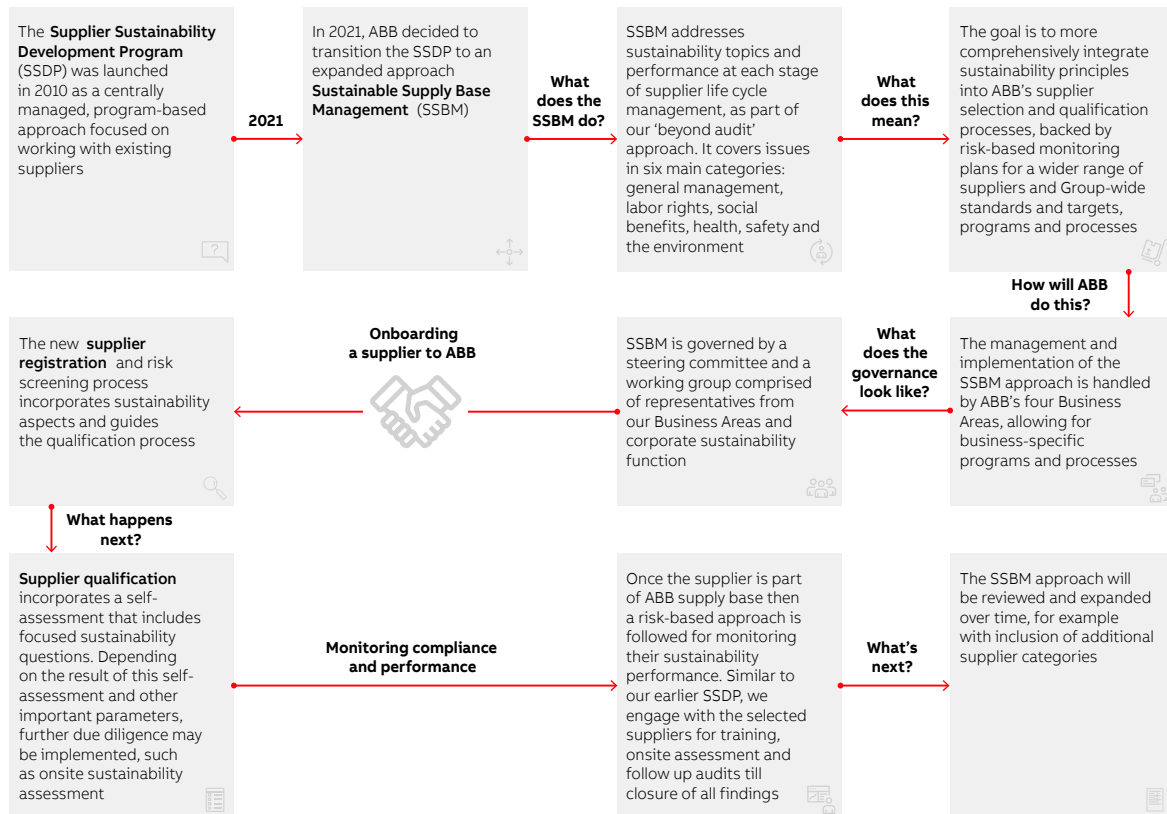 The Supplier Sustainability
Development Program
(SSDP) was launched
in 2010 as a centrally
managed, program-based
approach focused on
working with existing
suppliers
?
2021
In 2021, ABB decided to
transition the SSDP to an
expanded approach
Sustainable Supply Base
Management (SSBM)
What
does the
SSBM do?
SSBM addresses
sustainability topics and
performance at each stage
of supplier life cycle
management, as part of
our ‘beyond audit’
approach. It covers issues
in six main categories:
general management,
labor rights, social
benefits, health, safety and
the environment
What
does this
mean?
The goal is to more
comprehensively integrate
sustainability principles
into ABB’s supplier
selection and qualification
processes, backed by
risk-based monitoring
plans for a wider range of
suppliers and Group-wide
standards and targets,
programs and processes
How will ABB
do this?
The management and
implementation of the
SSBM approach is handled
by ABB’s four Business
Areas, allowing for
business-specific
programs and processes
What
does the
governance
look like?
SSBM is governed by a
steering committee and a
working group comprised
of representatives from
our Business Areas and
corporate sustainability
function
Onboarding
a supplier to ABB
The new supplier
registration and risk
screening process
incorporates sustainability
aspects and guides
the qualification process
What happens
next?
Supplier qualification
incorporates a self-
assessment that includes
focused sustainability
questions. Depending
on the result of this self-
assessment and other
important parameters,
further due diligence may
be implemented, such
as onsite sustainability
assessment
Monitoring compliance
and performance
Once the supplier is part
of ABB supply base then
a risk-based approach is
followed for monitoring
their sustainability
performance. Similar to
our earlier SSDP, we
engage with the selected
suppliers for training,
onsite assessment and
follow up audits till
closure of all findings
What’s
next?
The SSBM approach will
be reviewed and expanded
over time, for example
with inclusion of additional
supplier categories